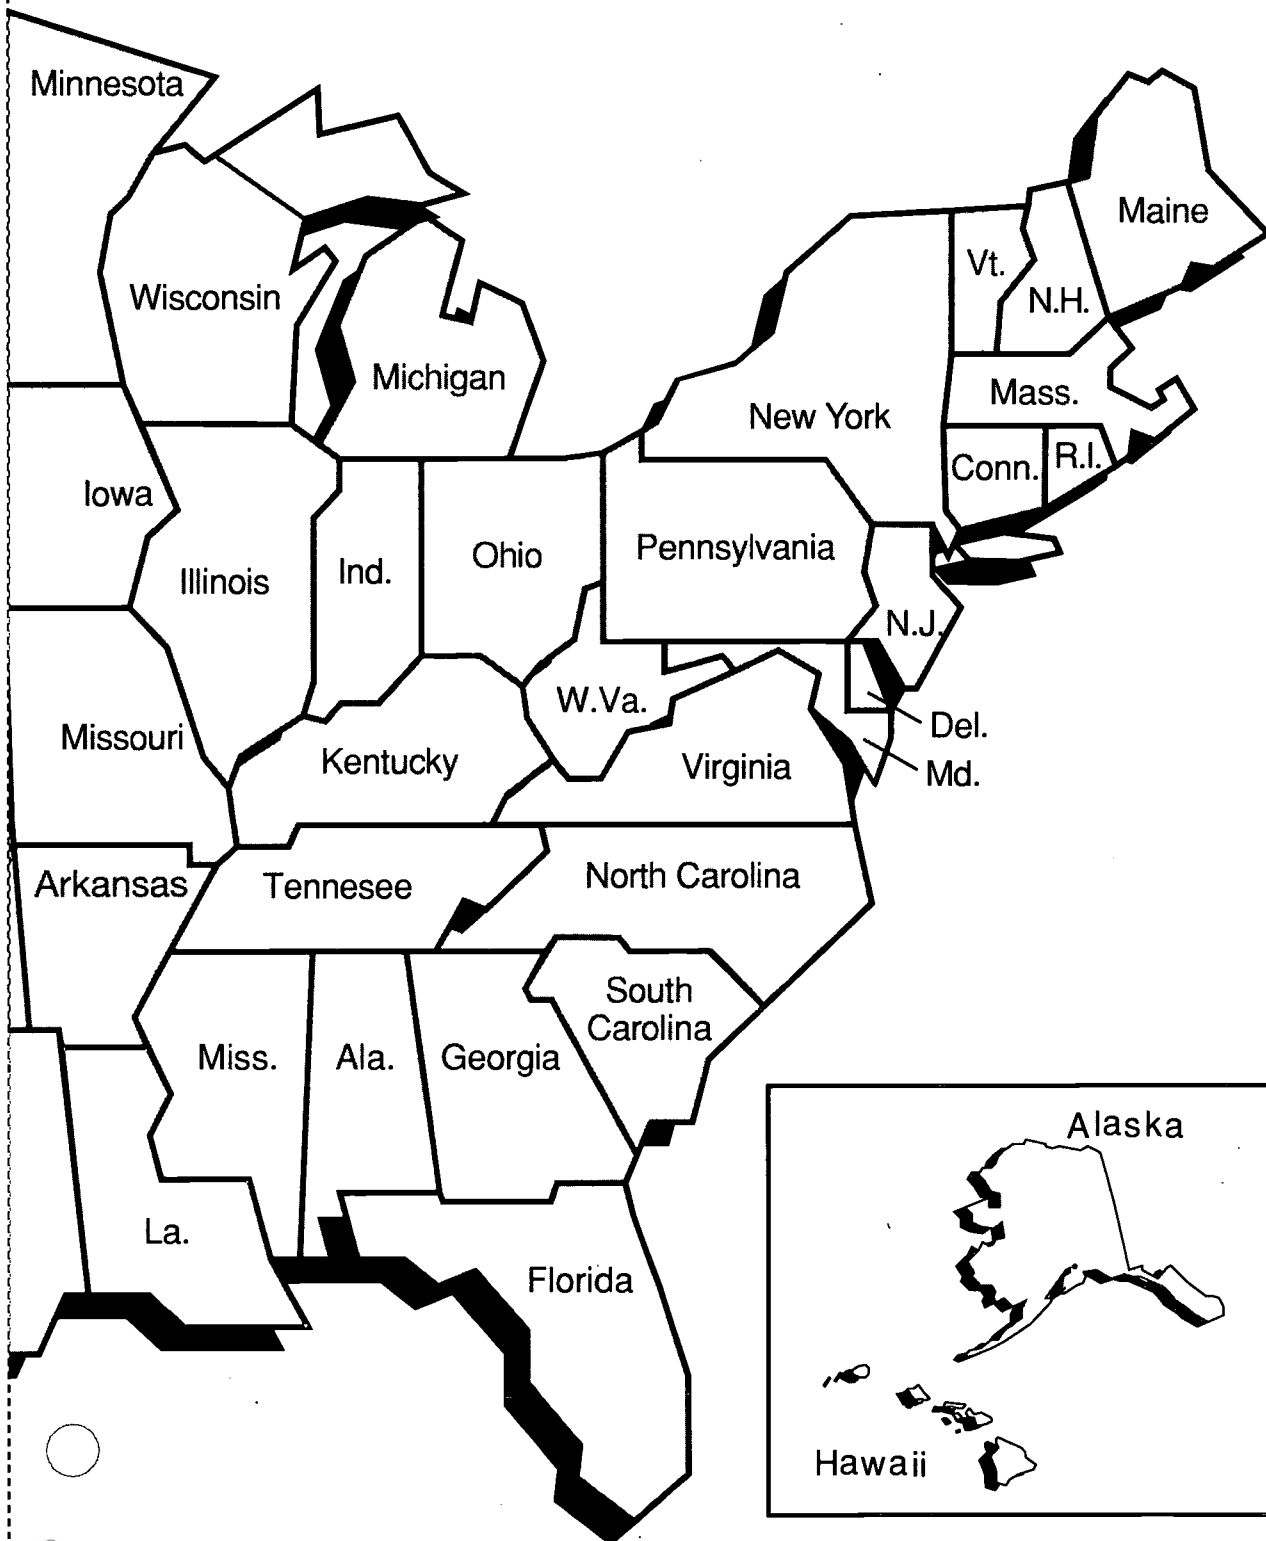 Minnesota
Maine
Vt.
Wisconsin
N.H.
Michigan
Mass.
New York
Conn.
R.I.
Iowa
Pennsylvania
Ohio
Ind.
Illinois
N.J.
W.Va.
Del.
Missouri
Kentucky
Virginia
Md.
Arkansas
Tennesee
North Carolina
South
Carolina
Miss.
Ala.
Georgia
Alaska
La.
Florida
Hawaii